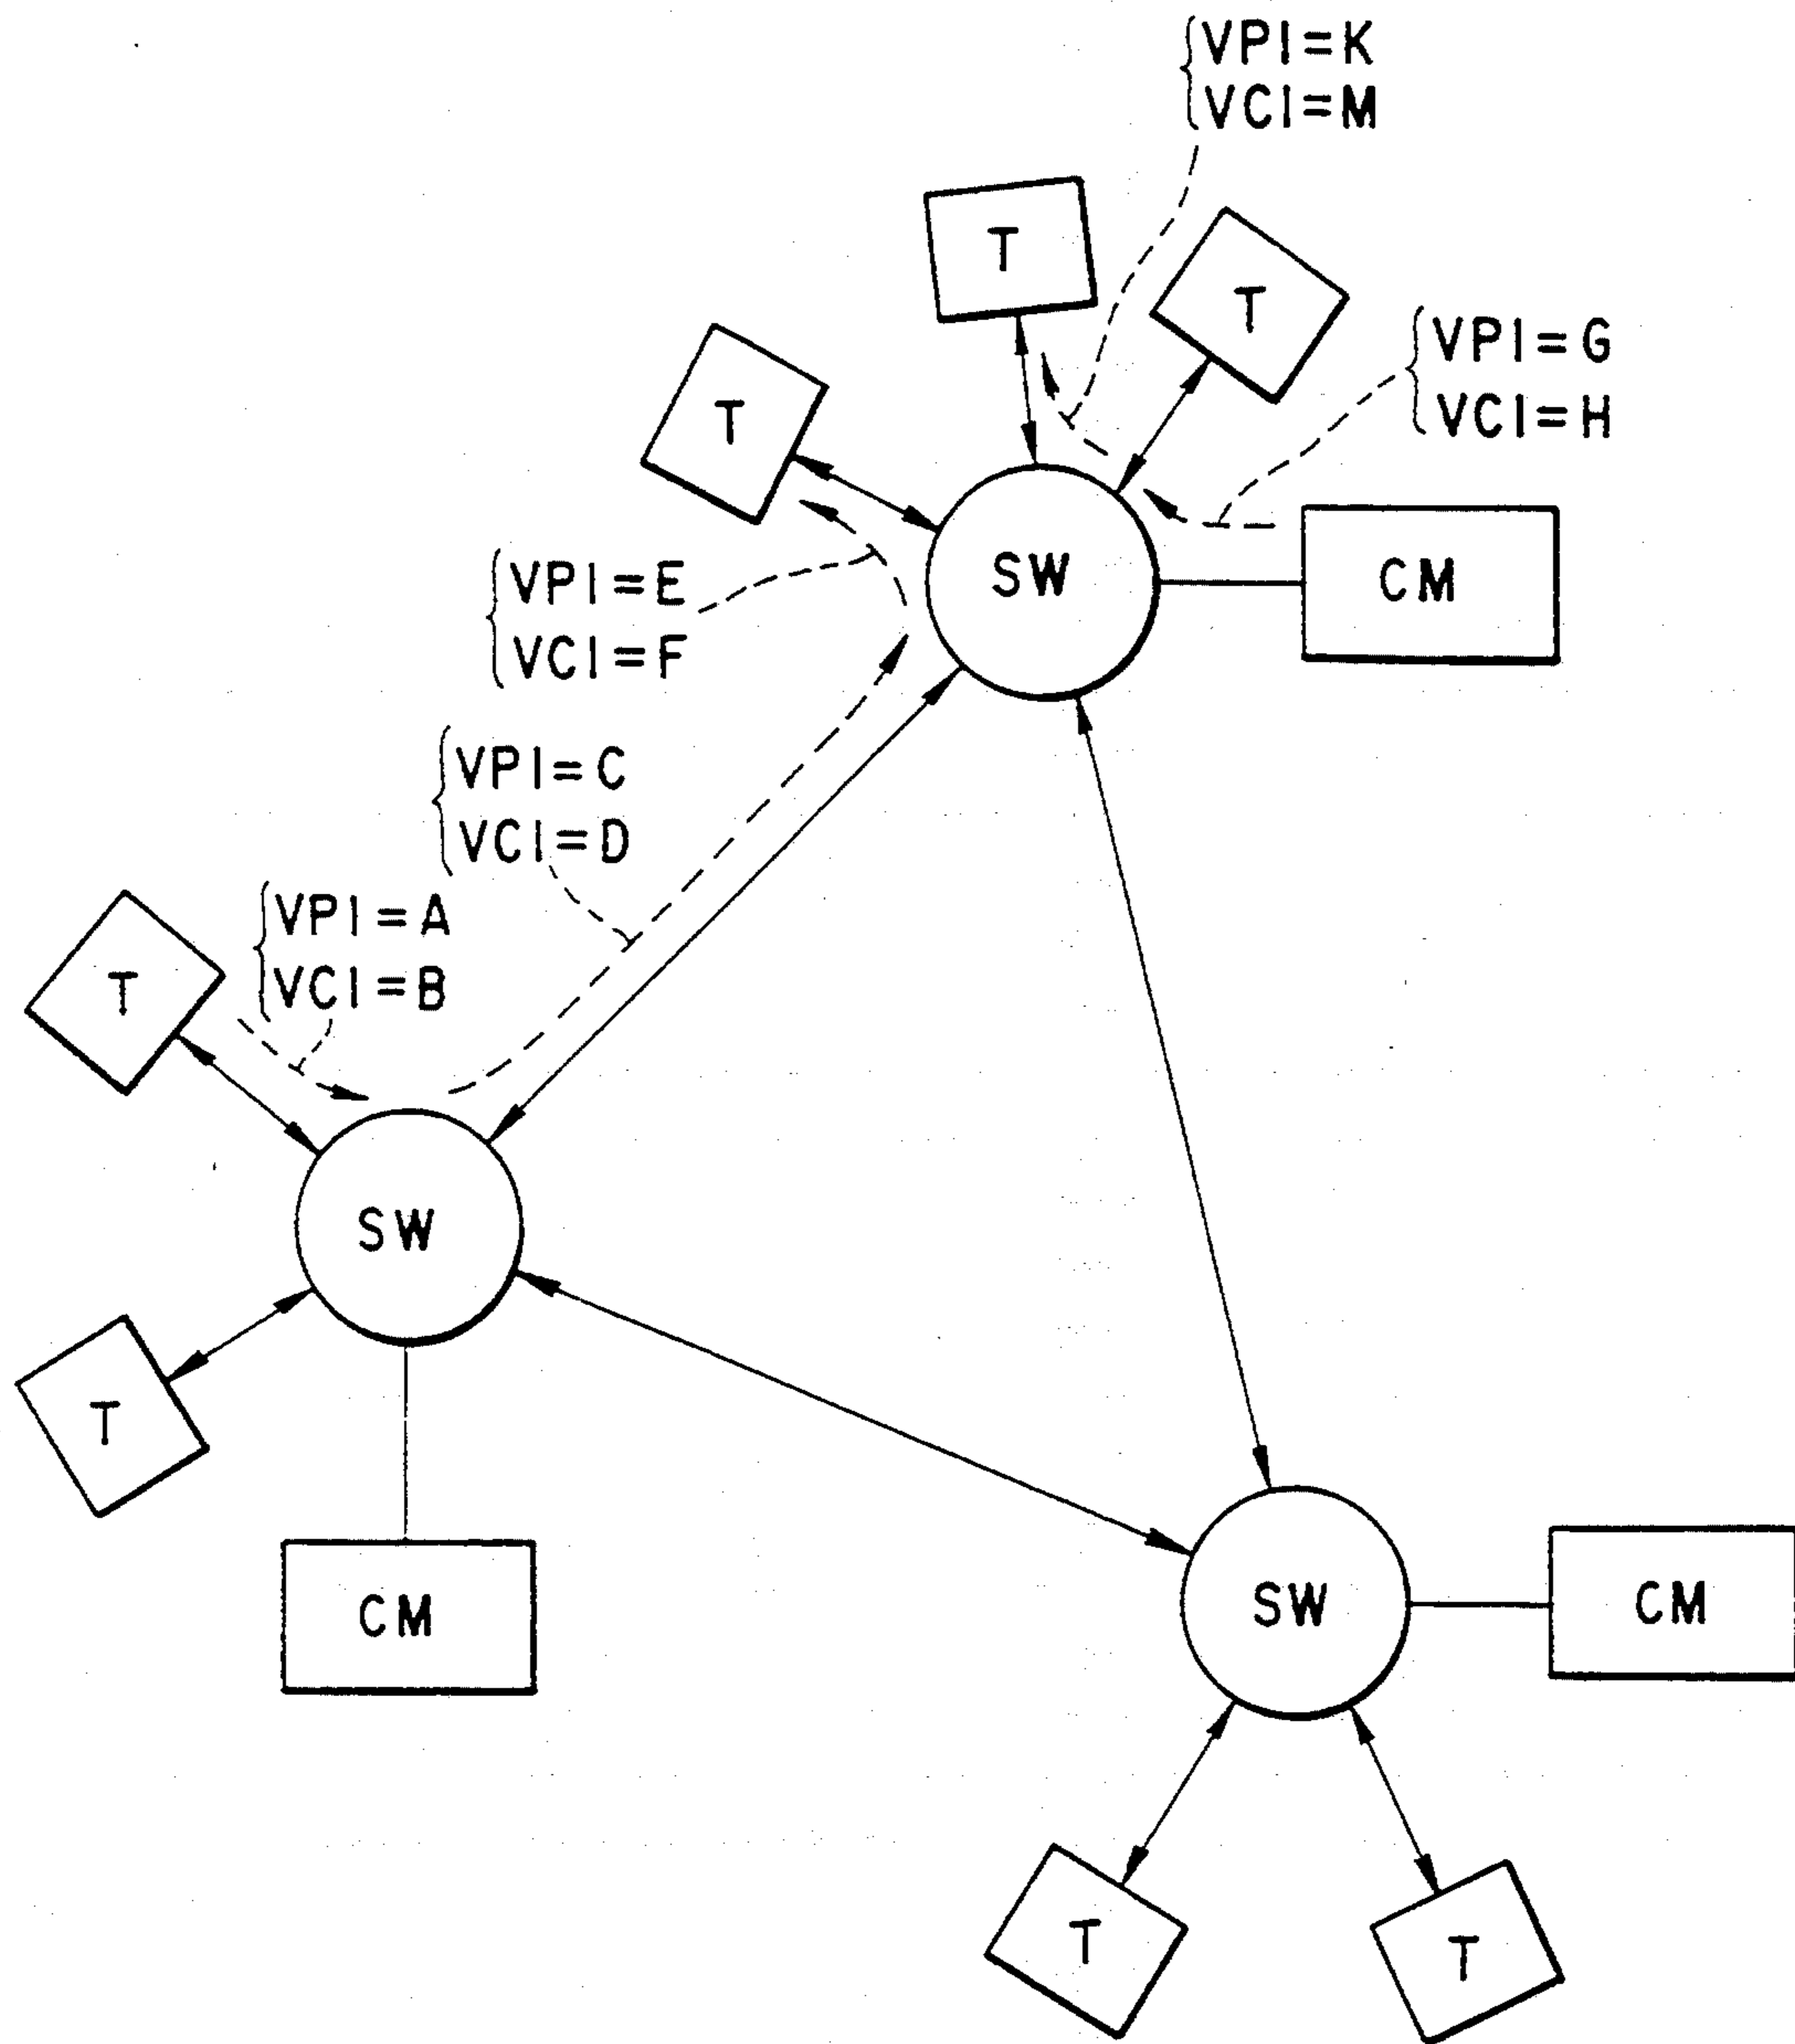 VPI=K
VCI=M
T
T
VPI=G
VCI=H
T
SW
CM
VPI=E
VCI=F
VPI=C
VCI=D
VPI=A
VCI=B
T
SW
T
CM
SW
CM
T
T